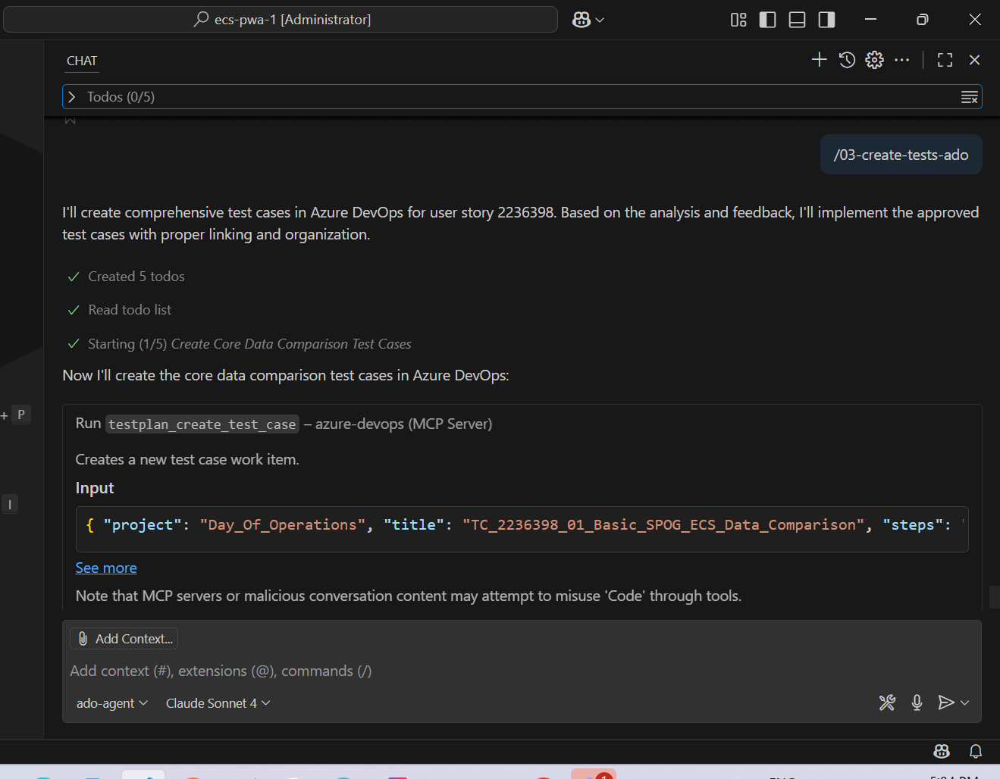 ecs-pwa-1 [Administrator]
CHAT
Todos (0/5)
/03-create-tests-ado
I'll create comprehensive test cases in Azure DevOps for user story 2236398. Based on the analysis and feedback, I'll implement the approved
test cases with proper linking and organization.
Created 5 todos
Read todo list
Starting (1/5) Create Core Data Comparison Test Cases
Now I'll create the core data comparison test cases in Azure DevOps:
+ P
Run testplan_create_test_case – azure-devops (MCP Server)
Creates a new test case work item.
Input
I
{ "project": "Day_Of_Operations", "title": "TC_2236398_01_Basic_SPOG_ECS_Data_Comparison", "steps": "
See more
Note that MCP servers or malicious conversation content may attempt to misuse 'Code' through tools.
Add Context...
Add context (#), extensions (@), commands (/)
ado-agent Claude Sonnet 4
1